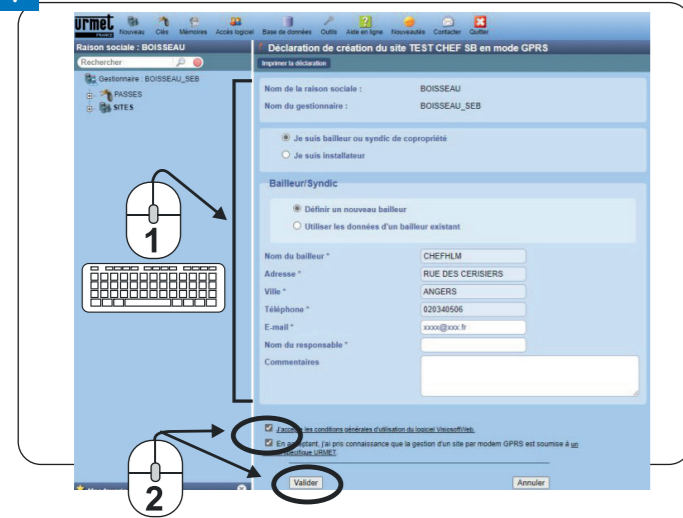 urmet
Nouveau Clés Mémoires Accès logiciel Base de données Outils Aide en ligne Nouveautés Contacter Quitter
Raison sociale : BOISSEAU
Déclaration de création du site TEST CHEF SB en mode GPRS
Rechercher
Imprimer la déclaration
Gestionnaire : BOISSEAU_SEB
PASSES
SITES
Nom de la raison sociale : BOISSEAU
Nom du gestionnaire : BOISSEAU_SEB
Je suis bailleur ou syndic de copropriété
Je suis installateur
Bailleur/Syndic
Définir un nouveau bailleur
Utiliser les données d'un bailleur existant
1
Nom du bailleur * CHEFHLM
Adresse * RUE DES CERISIERS
Ville * ANGERS
Téléphone * 020340506
E-mail * xxxx@xxx.fr
Nom du responsable *
Commentaires
J'accepte les conditions générales d'utilisation du logiciel VisiosoftWeb.
En acceptant, j'ai pris connaissance que la gestion d'un site par modem GPRS est soumise à un
spécifique URMET.
2
Valider Annuler